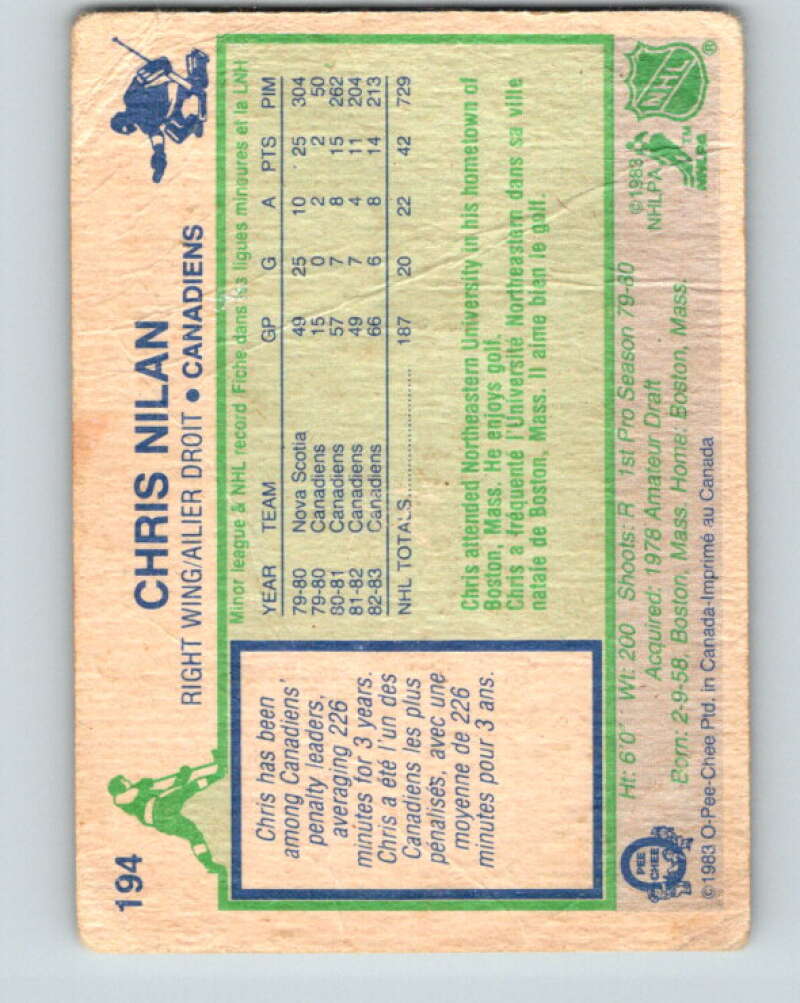 194
CHRIS NILAN
RIGHT WING/AILIER DROIT • CANADIENS
Chris has been
among Canadiens'
penalty leaders,
averaging 226
minutes for 3 years.
Chris a été l'un des
Canadiens les plus
pénalisés, avec une
moyenne de 226
minutes pour 3 ans.
Minor league & NHL record Fiche dans les ligues mineures et la LNH
YEAR TEAM GP G A PTS PIM
79-80 Nova Scotia 49 25 10 25 304
79-80 Canadiens 15 0 2 2 50
80-81 Canadiens 57 7 8 15 262
81-82 Canadiens 49 7 4 11 204
82-83 Canadiens 66 6 8 14 213
NHL TOTALS 187 20 22 42 729
Chris attended Northeastern University in his hometown of
Boston, Mass. He enjoys golf.
Chris a fréquenté l'Université Northeastern dans sa ville
natale de Boston, Mass. Il aime bien le golf.
Ht: 6'0" Wt: 200 Shoots: R 1st Pro Season 79-80
Acquired: 1978 Amateur Draft
Born: 2-9-58, Boston, Mass. Home: Boston, Mass.
© 1983 O-Pee-Chee Ptd. in Canada-Imprimé au Canada
O
PEE
CHEE
© 1983
NHLPA
TM
NHLPA
NHL
®